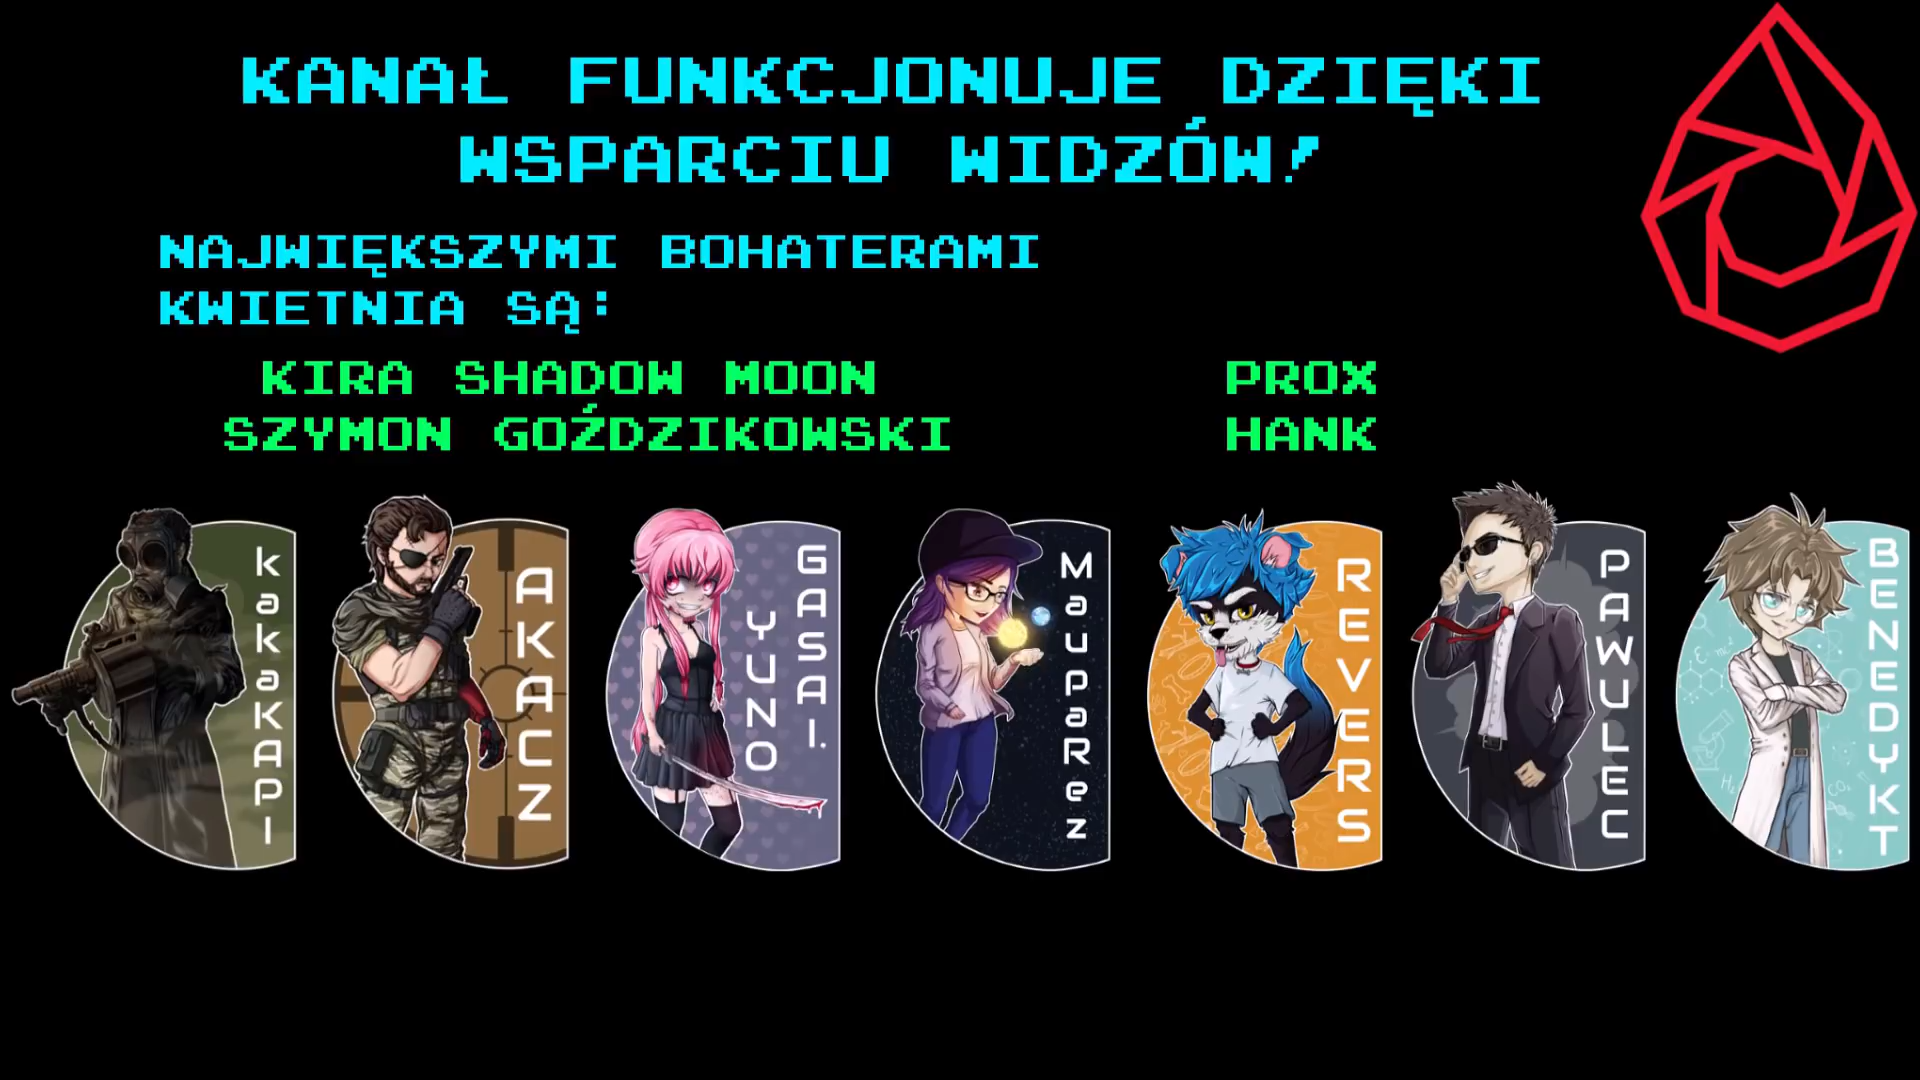 KANAŁ FUNKCJONUJE DZIĘKI
WSPARCIU WIDZÓW!
NAJWIĘKSZYMI BOHATERAMI
KWIETNIA SĄ:
KIRA SHADOW MOON
PROX
SZYMON GOŹDZIKOWSKI
HANK
kaKaKAPI
AKACZ
YUNO
GASAI.
MaupaRez
REVERS
PAWULEC
BENEDYKT